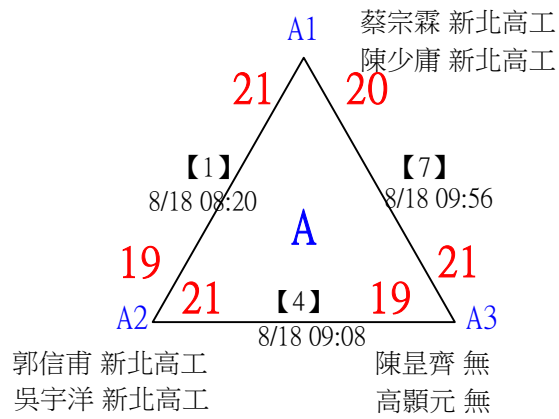 A1
蔡宗霖 新北高工
陳少庸 新北高工
21
20
【1】
8/18 08:20
【7】
8/18 09:56
A
19
21
21
【4】
19
A2
8/18 09:08
A3
郭信甫 新北高工
吳宇洋 新北高工
陳昰齊 無
高顥元 無